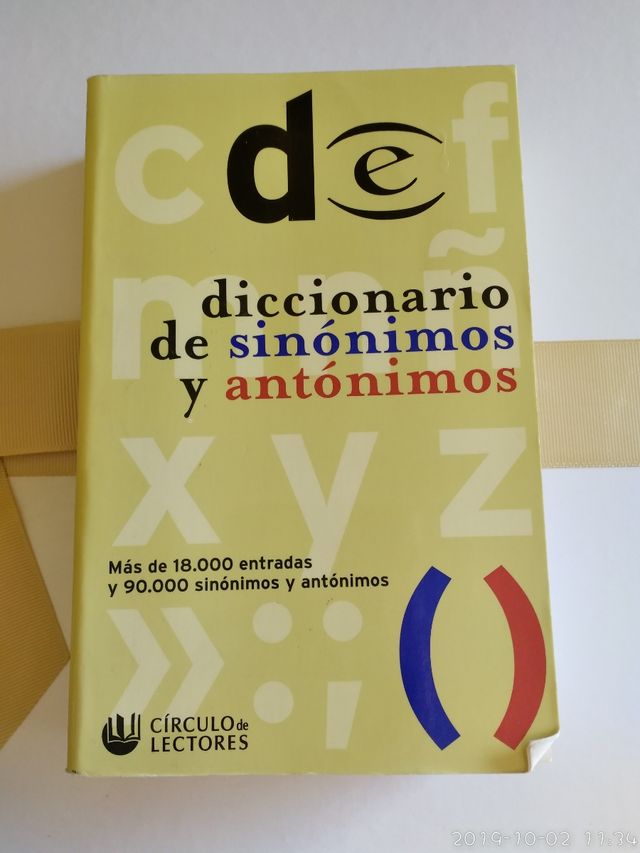 c de f
m n ñ
diccionario
de sinónimos
y antónimos
x y z
Más de 18.000 entradas
y 90.000 sinónimos y antónimos
» : ; ()
CÍRCULO de
LECTORES
2019-10-02 11:34